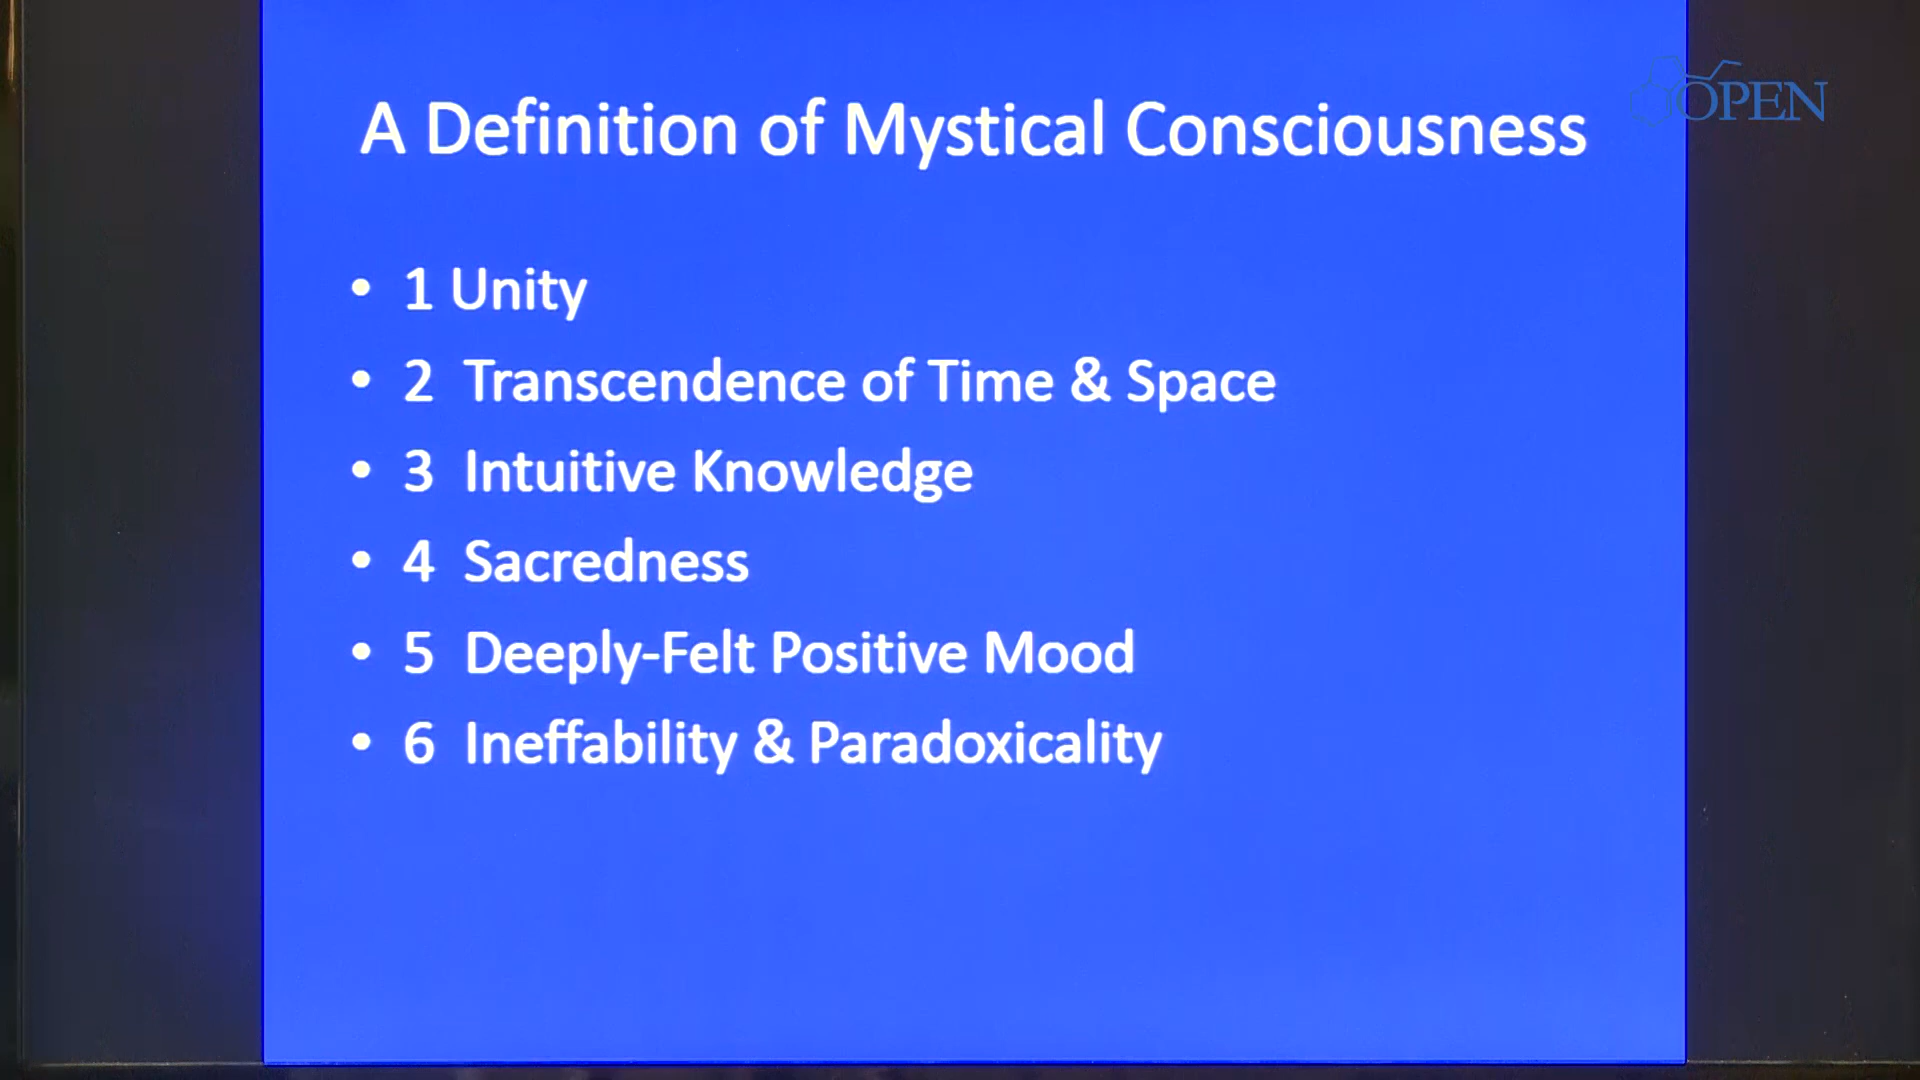 A Definition of Mystical Consciousness
OPEN
• 1 Unity
• 2 Transcendence of Time & Space
• 3 Intuitive Knowledge
• 4 Sacredness
• 5 Deeply-Felt Positive Mood
• 6 Ineffability & Paradoxicality